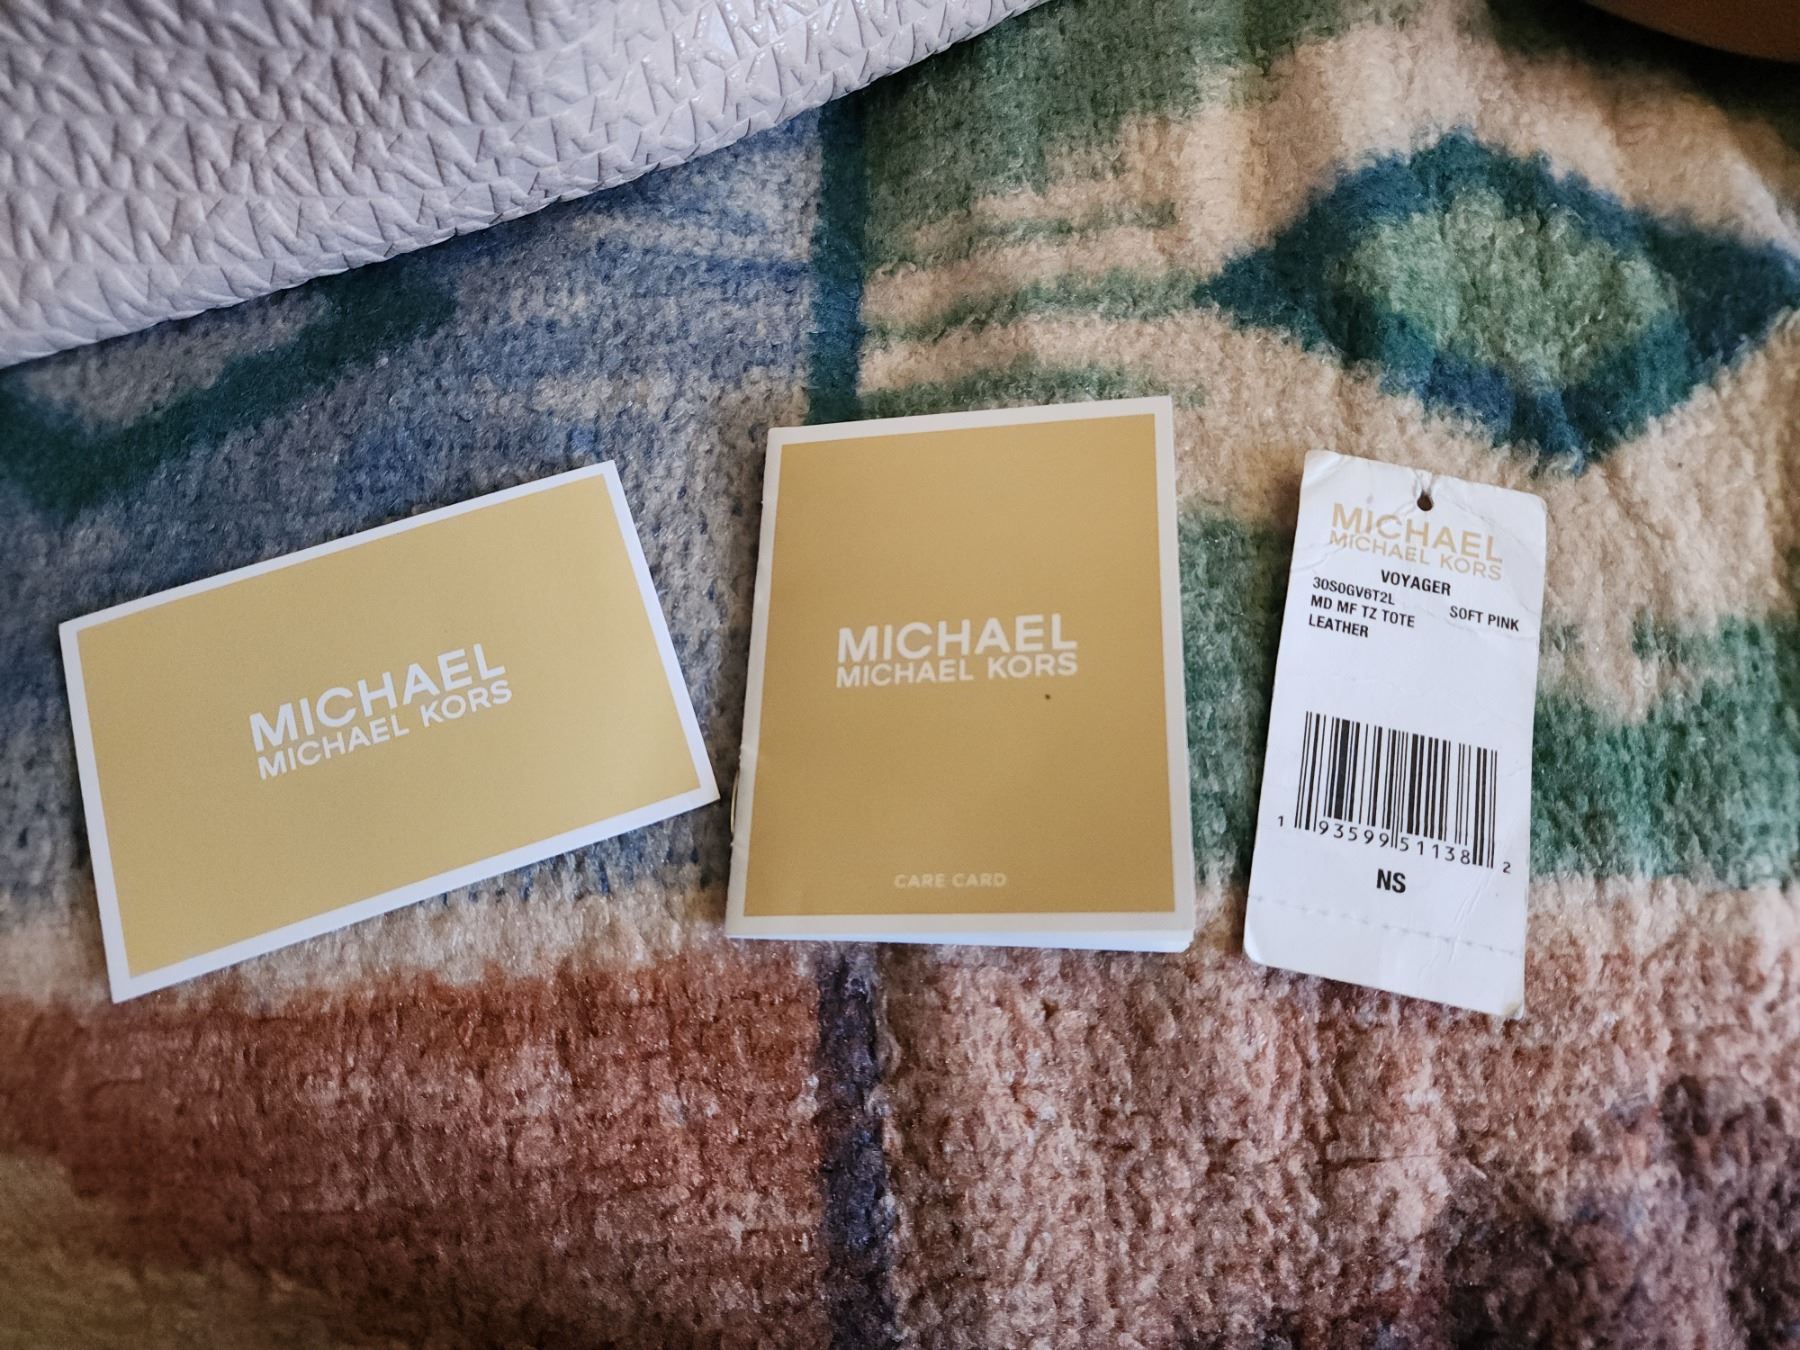 MICHAEL
MICHAEL KORS
MICHAEL
MICHAEL KORS
CARE CARD
MICHAEL
MICHAEL KORS
VOYAGER
30S0GV6T2L
MD MF TZ TOTE SOFT PINK
LEATHER
1 93599 51138 2
NS